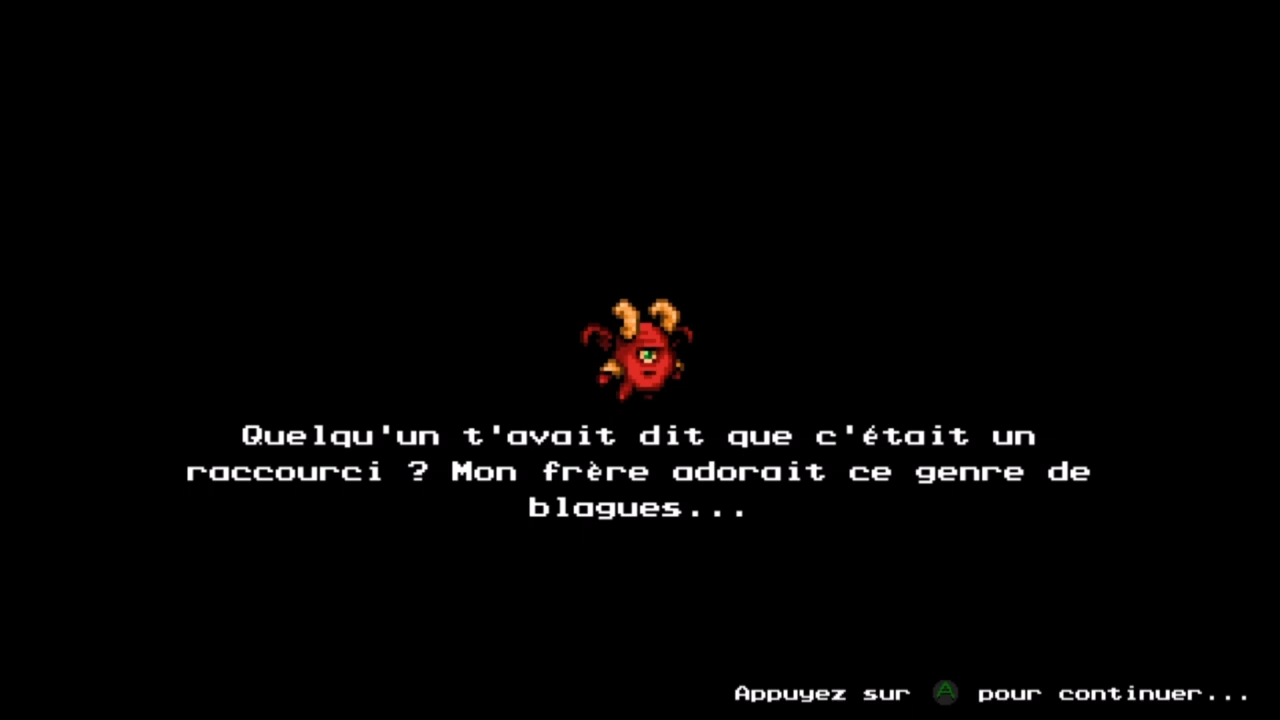 Quelqu'un t'avait dit que c'était un
raccourci ? Mon frère adorait ce genre de
blagues...
Appuyez sur A pour continuer...